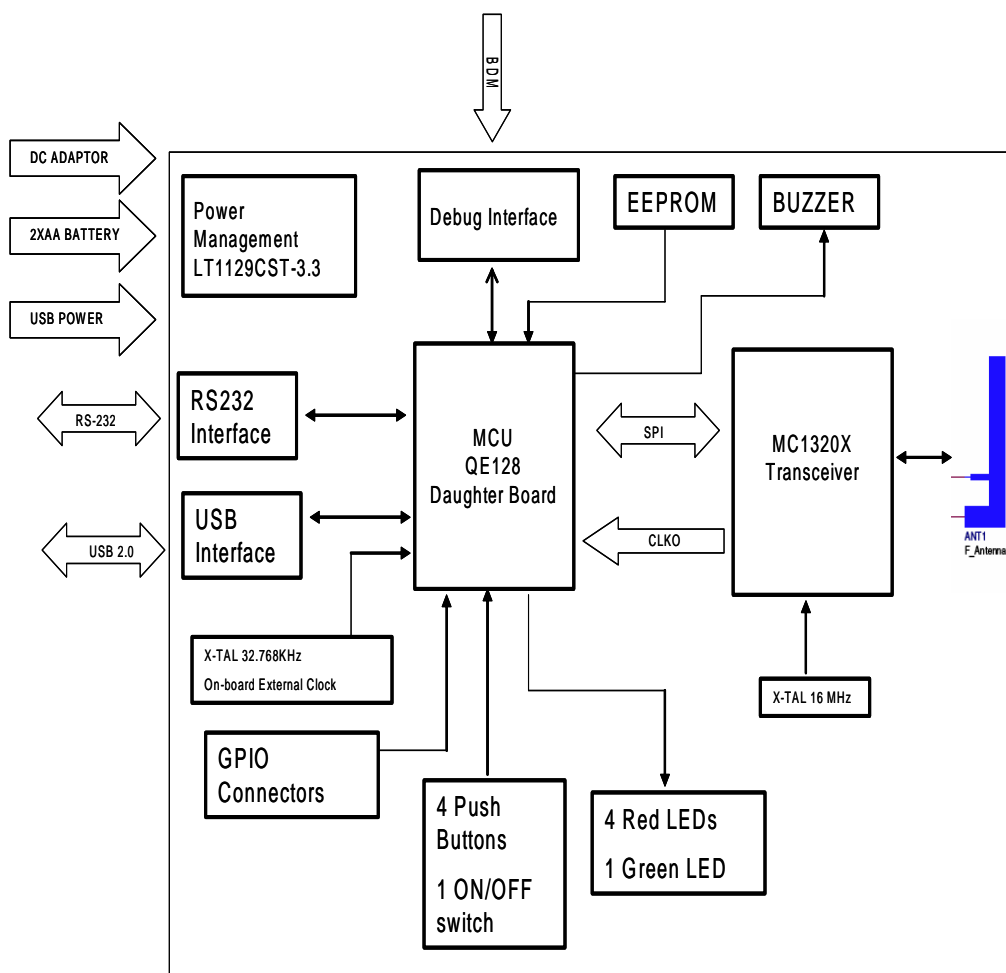 BDM
DC ADAPTOR
2XAA BATTERY
USB POWER
RS-232
USB 2.0
Power
Management
LT1129CST-3.3
Debug Interface
EEPROM
BUZZER
RS232
Interface
MCU
QE128
Daughter Board
SPI
MC1320X
Transceiver
USB
Interface
CLKO
ANT1
F_Antenna
X-TAL 32.768KHz
On-board External Clock
X-TAL 16 MHz
GPIO
Connectors
4 Push
Buttons
1 ON/OFF
switch
4 Red LEDs
1 Green LED